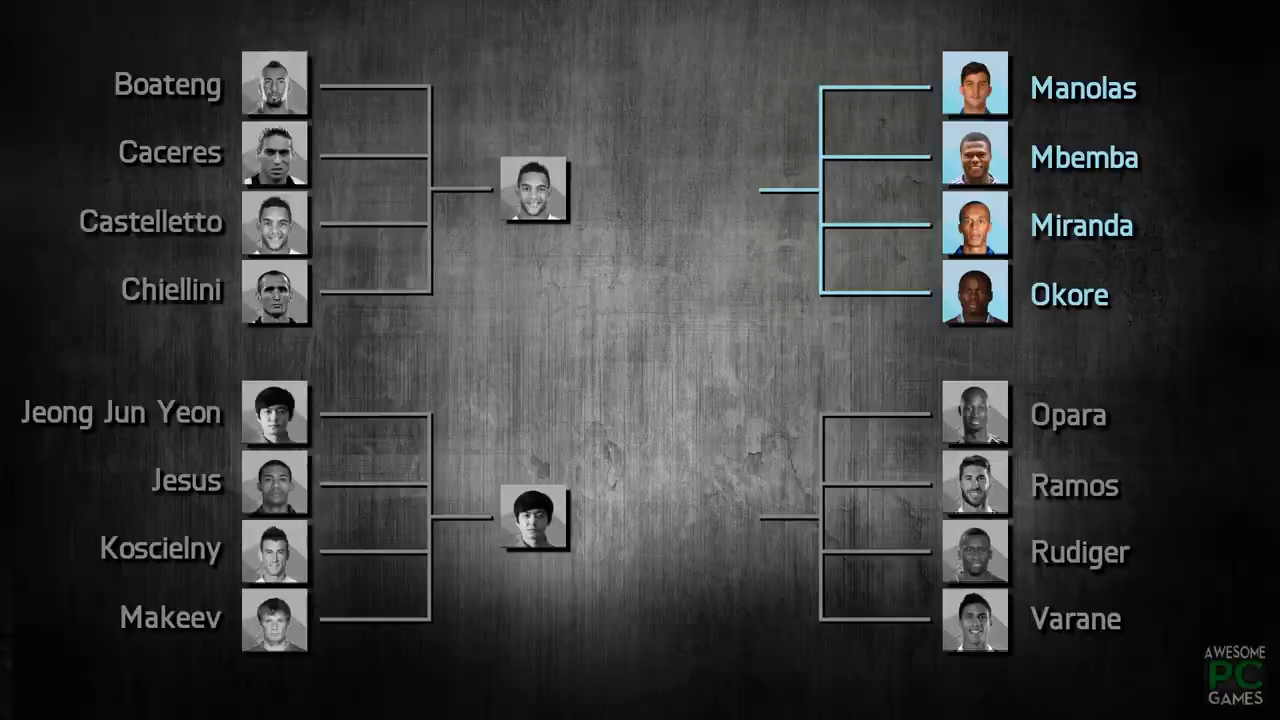 Boateng
Caceres
Castelletto
Chiellini
Jeong Jun Yeon
Jesus
Koscielny
Makeev
Manolas
Mbemba
Miranda
Okore
Opara
Ramos
Rudiger
Varane
AWESOME
PC
GAMES